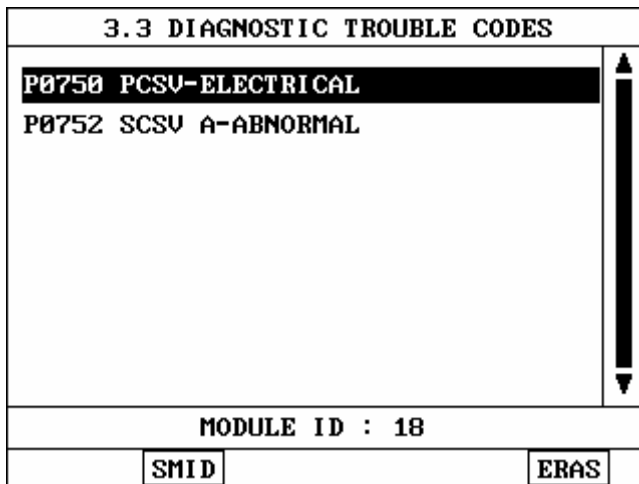 3.3 DIAGNOSTIC TROUBLE CODES
P0750 PCSV-ELECTRICAL
P0752 SCSV A-ABNORMAL
MODULE ID : 18
SMID ERAS